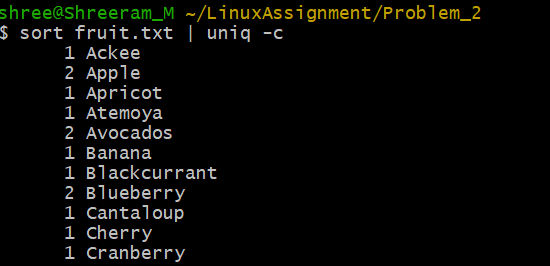 shree@Shreeram_M ~/LinuxAssignment/Problem_2
$ sort fruit.txt | uniq -c
1 Ackee
2 Apple
1 Apricot
1 Atemoya
2 Avocados
1 Banana
1 Blackcurrant
2 Blueberry
1 Cantaloup
1 Cherry
1 Cranberry